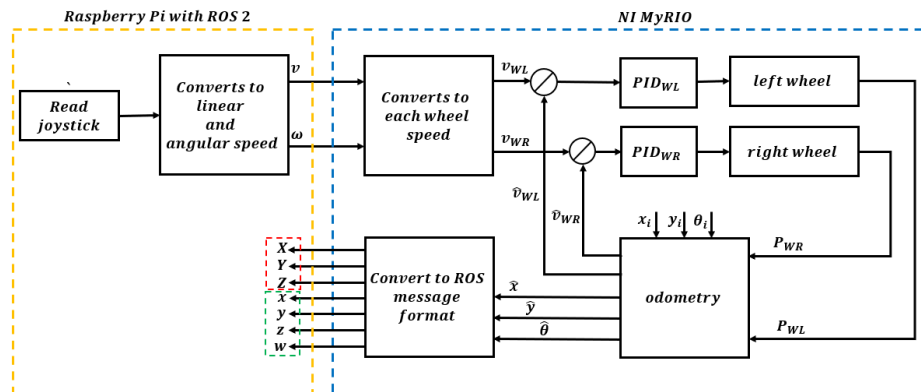 Raspberry Pi with ROS 2
NI MyRIO
`
Read
joystick
Converts to
linear
and
angular speed
v
ω
Converts to
each wheel
speed
v_WL
v_WR
PID_WL
left wheel
PID_WR
right wheel
v̂_WL
v̂_WR
x_i y_i θ_i
P_WR
P_WL
odometry
x̂
ŷ
θ̂
Convert to ROS
message
format
X
Y
Z
x
y
z
w